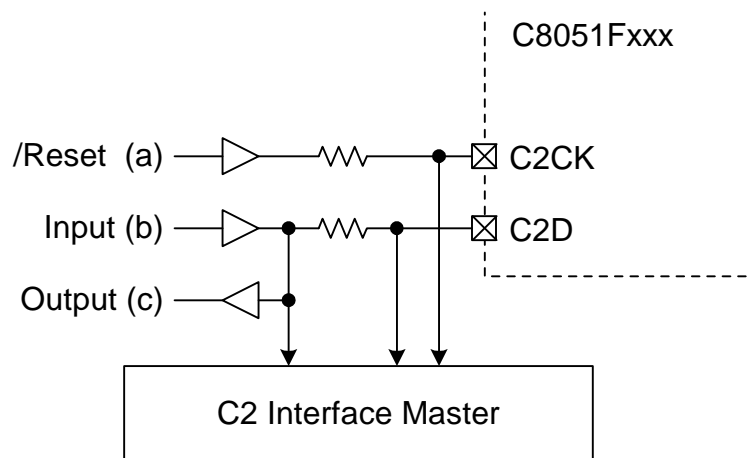 C8051Fxxx
/Reset (a)
C2CK
Input (b)
C2D
Output (c)
C2 Interface Master